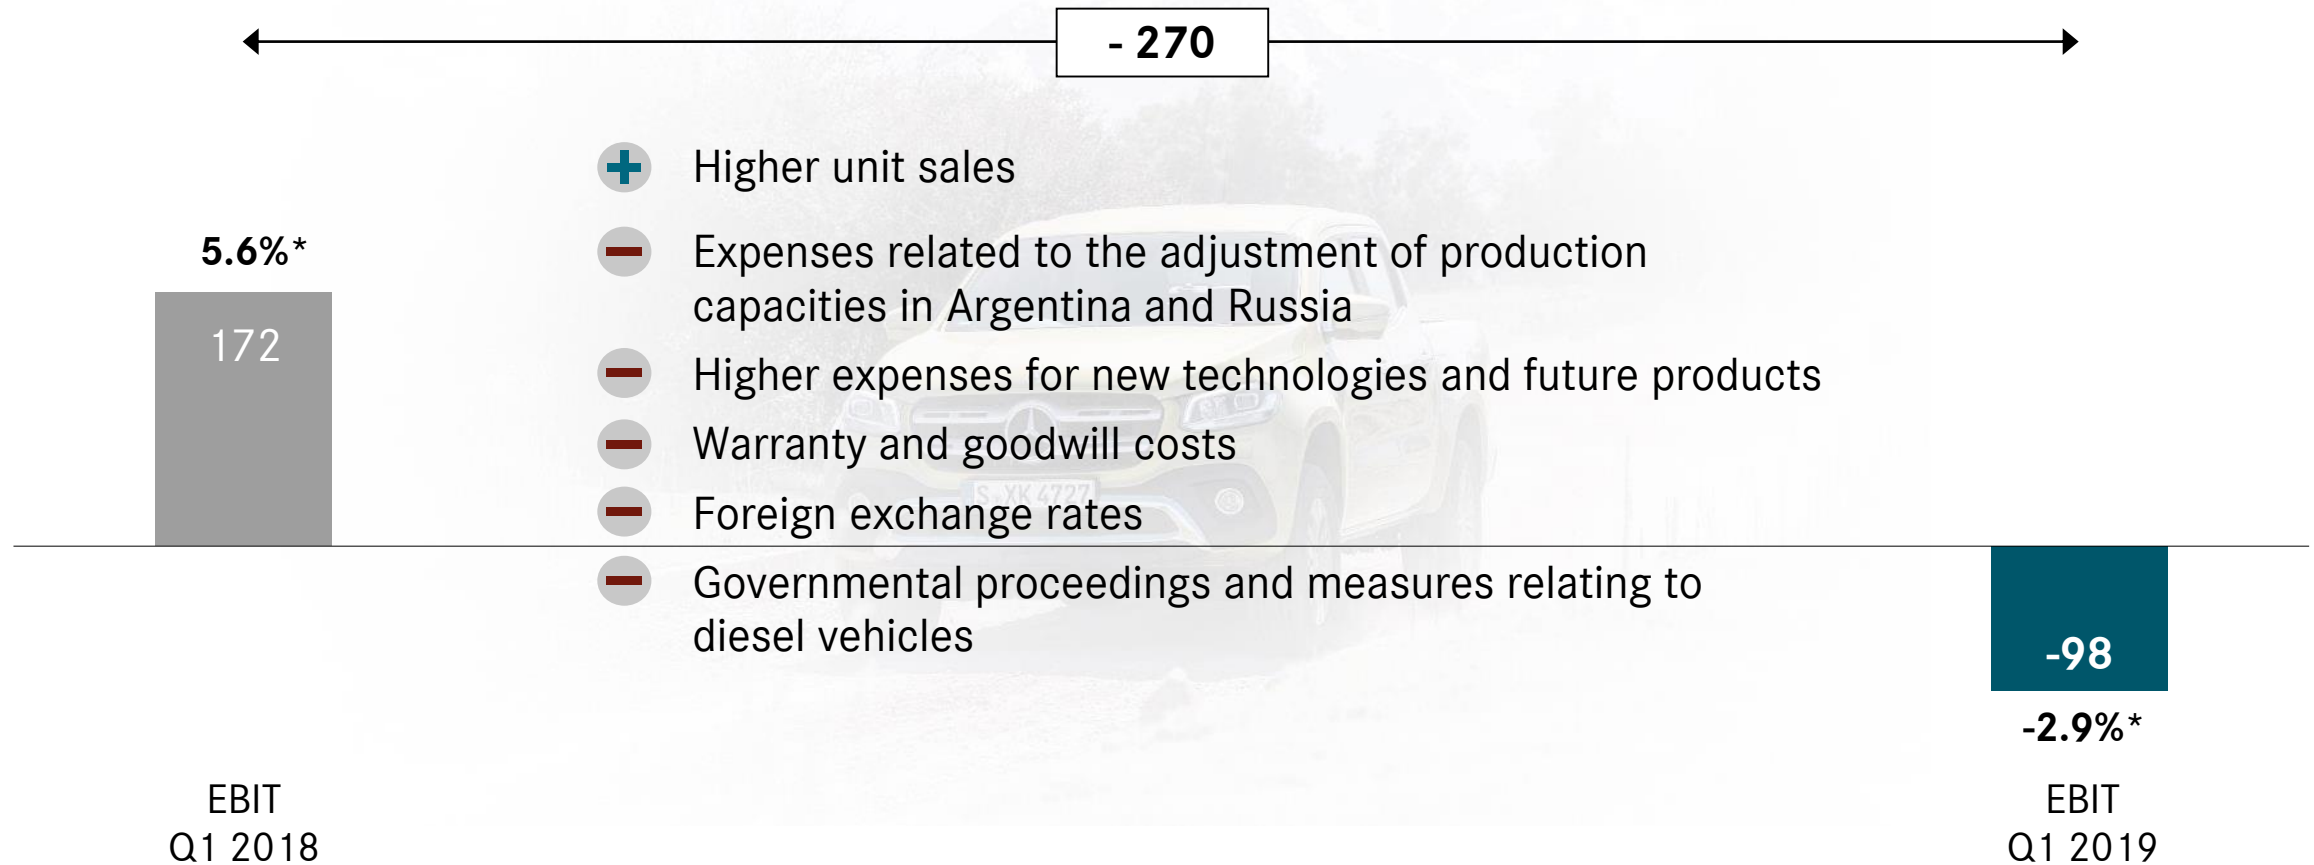 - 270
Higher unit sales
Expenses related to the adjustment of production
capacities in Argentina and Russia
Higher expenses for new technologies and future products
Warranty and goodwill costs
Foreign exchange rates
Governmental proceedings and measures relating to
diesel vehicles
5.6%*
172
EBIT
Q1 2018
-98
-2.9%*
EBIT
Q1 2019
S XK 4727